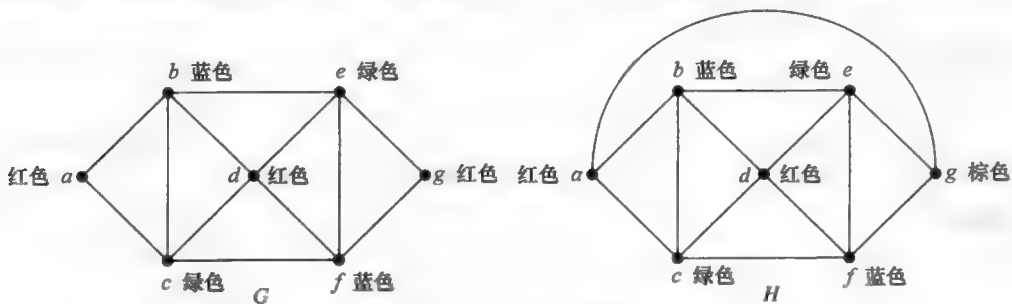 b 蓝色 e 绿色
红色 a d 红色 g 红色
c 绿色 f 蓝色
G
b 蓝色 绿色 e
红色 a d 红色 g 棕色
c 绿色 f 蓝色
H